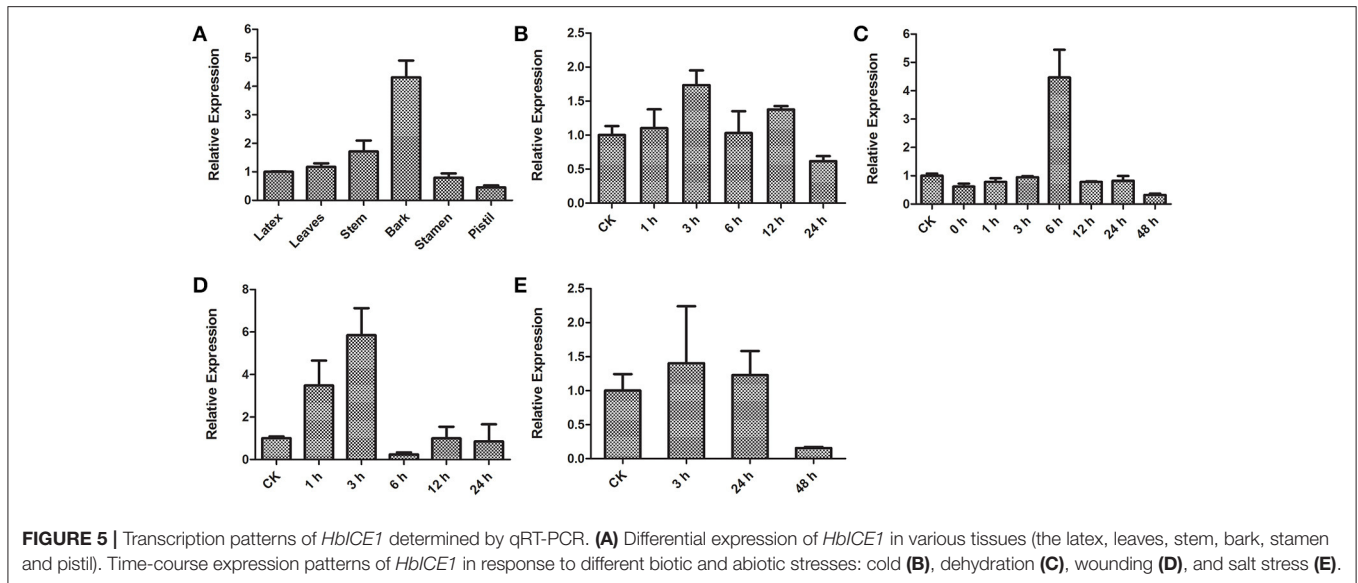 A
Relative Expression
6
5
4
3
2
1
0
Latex
Leaves
Stem
Bark
Stamen
Pistil
B
Relative Expression
2.5
2.0
1.5
1.0
0.5
0.0
CK
1 h
3 h
6 h
12 h
24 h
C
Relative Expression
6
5
4
3
2
1
0
CK
0 h
1 h
3 h
6 h
12 h
24 h
48 h
D
Relative Expression
8
6
4
2
0
CK
1 h
3 h
6 h
12 h
24 h
E
Relative Expression
2.5
2.0
1.5
1.0
0.5
0.0
CK
3 h
24 h
48 h
FIGURE 5 | Transcription patterns of HbICE1 determined by qRT-PCR. (A) Differential expression of HbICE1 in various tissues (the latex, leaves, stem, bark, stamen
and pistil). Time-course expression patterns of HbICE1 in response to different biotic and abiotic stresses: cold (B), dehydration (C), wounding (D), and salt stress (E).